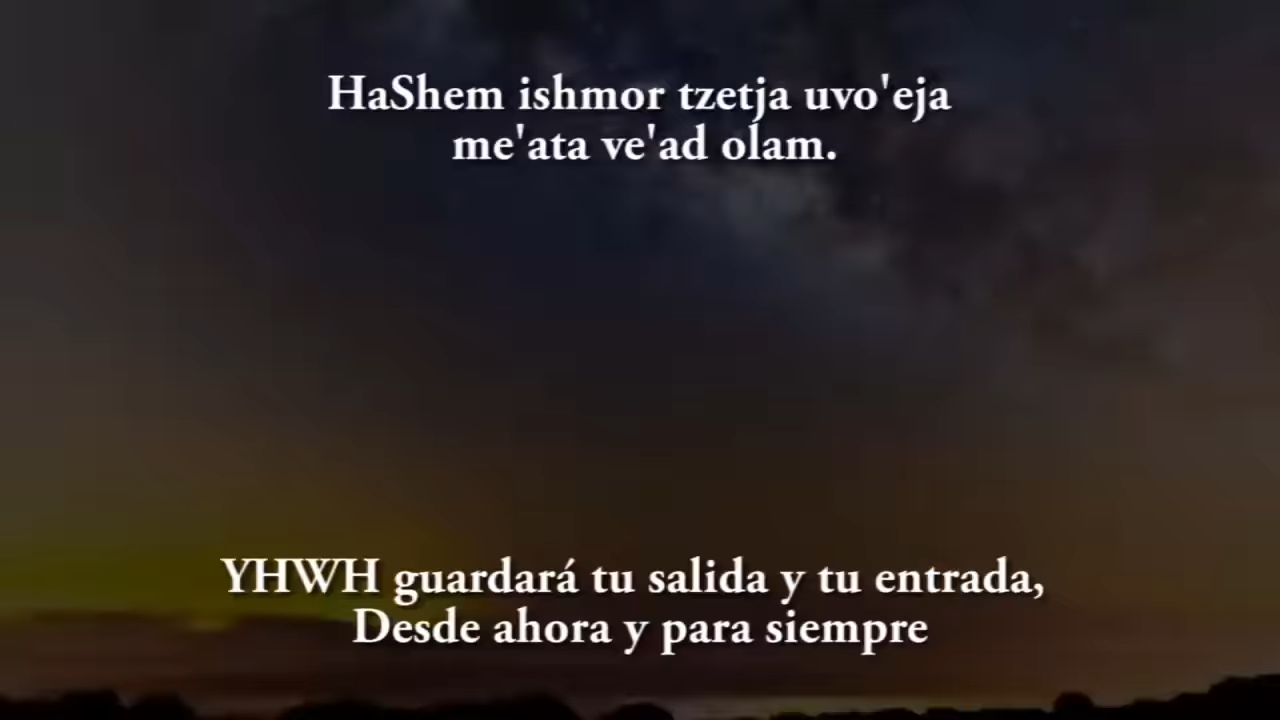 HaShem ishmor tzetja uvo'eja
me'ata ve'ad olam.
YHWH guardará tu salida y tu entrada,
Desde ahora y para siempre